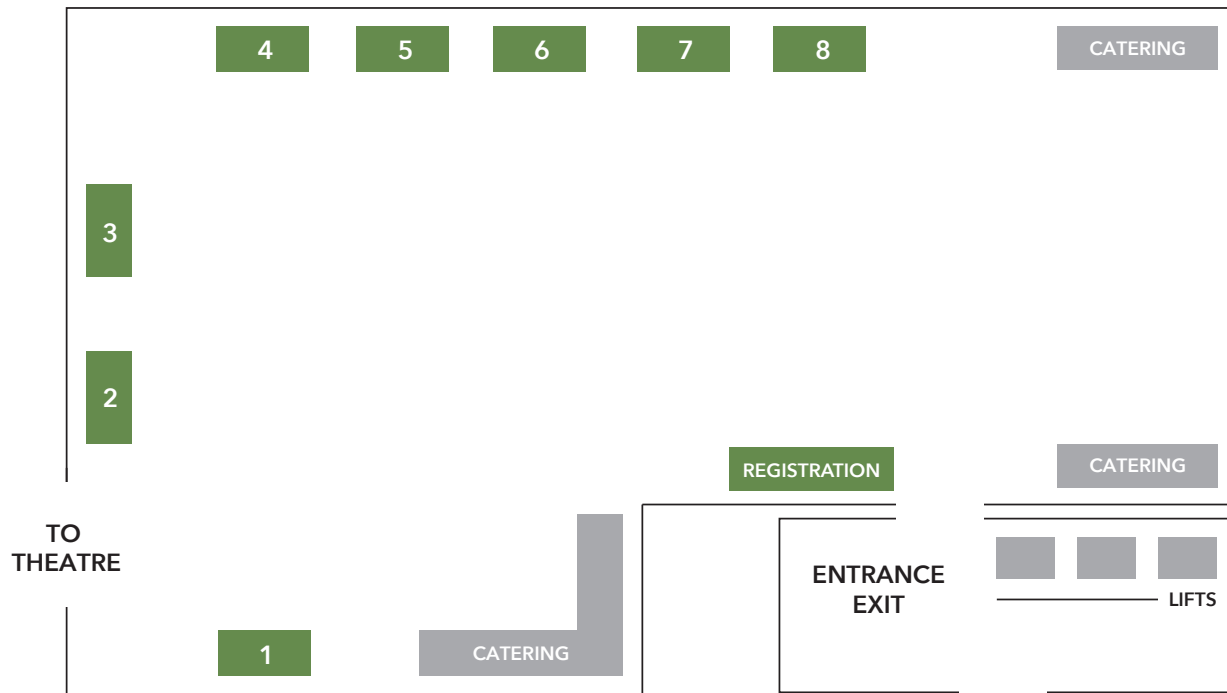 4
5
6
7
8
CATERING
3
2
REGISTRATION
CATERING
TO
THEATRE
ENTRANCE
EXIT
LIFTS
1
CATERING